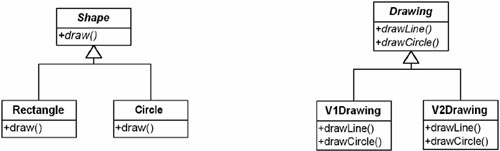 Shape
+draw()
Rectangle
+draw()
Circle
+draw()
Drawing
+drawLine()
+drawCircle()
V1Drawing
+drawLine()
+drawCircle()
V2Drawing
+drawLine()
+drawCircle()